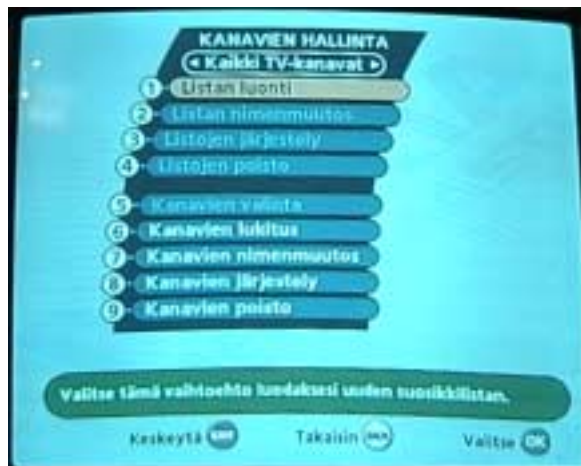 KANAVIEN HALLINTA
Kaikki TV-kanavat
1 Listan luonti
2 Listan nimenmuutos
3 Listojen järjestely
4 Listojen poisto
5 Kanavien valinta
6 Kanavien lukitus
7 Kanavien nimenmuutos
8 Kanavien järjestely
9 Kanavien poisto
Valitse tämä vaihtoehto luodaksesi uuden suosikkilistan.
Keskeytä Takaisin Valitse OK